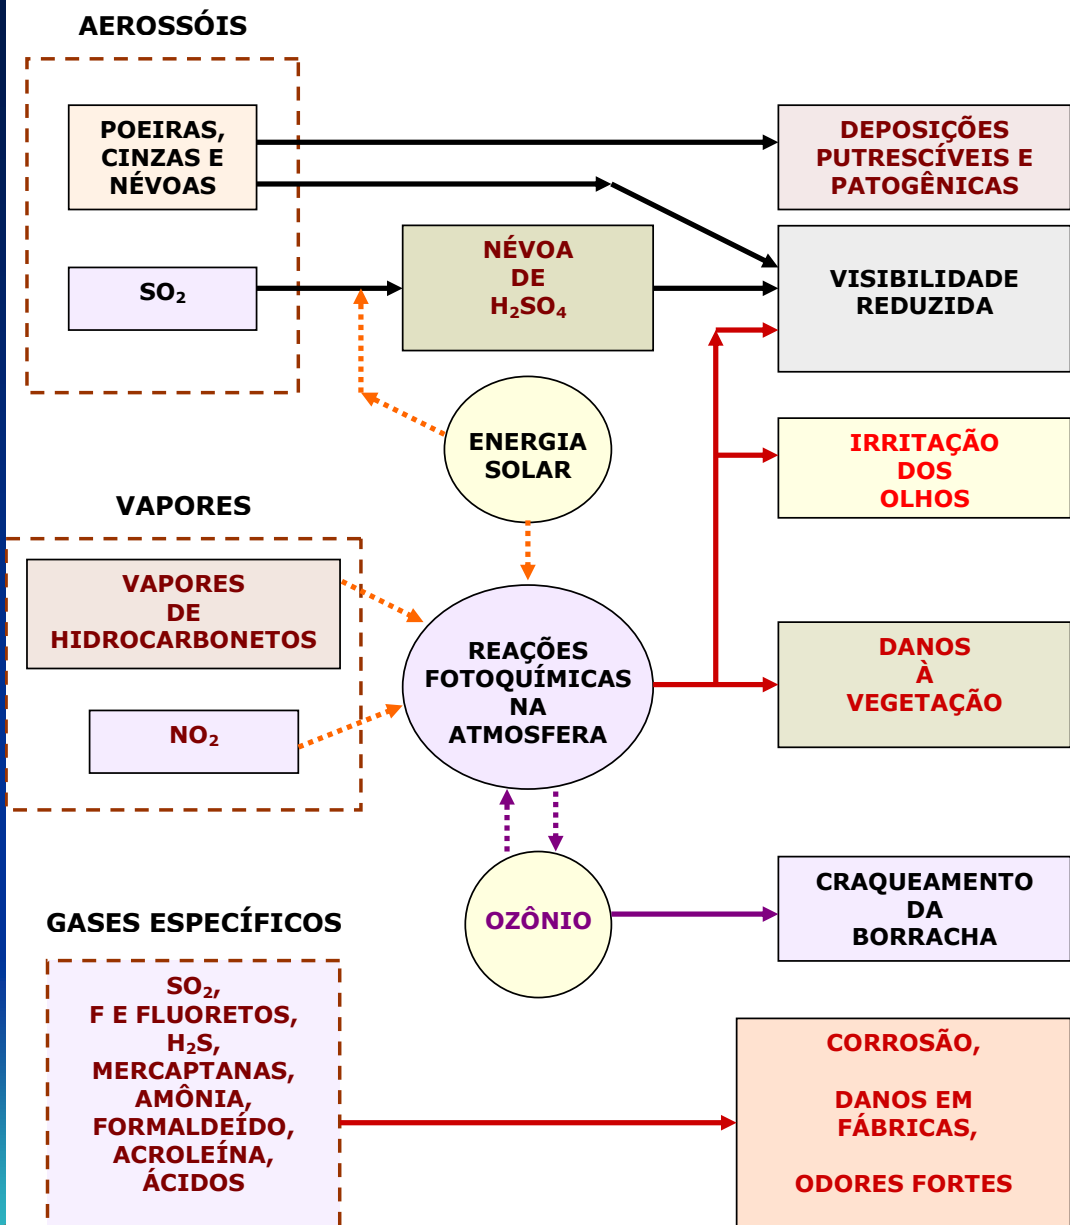 AEROSSÓIS
POEIRAS,
CINZAS E
NÉVOAS
DEPOSIÇÕES
PUTRESCÍVEIS E
PATOGÊNICAS
SO₂
NÉVOA
DE
H₂SO₄
VISIBILIDADE
REDUZIDA
ENERGIA
SOLAR
IRRITAÇÃO
DOS
OLHOS
VAPORES
VAPORES
DE
HIDROCARBONETOS
NO₂
REAÇÕES
FOTOQUÍMICAS
NA
ATMOSFERA
DANOS
À
VEGETAÇÃO
OZÔNIO
CRAQUEAMENTO
DA
BORRACHA
GASES ESPECÍFICOS
SO₂,
F E FLUORETOS,
H₂S,
MERCAPTANAS,
AMÔNIA,
FORMALDEÍDO,
ACROLEÍNA,
ÁCIDOS
CORROSÃO,
DANOS EM
FÁBRICAS,
ODORES FORTES